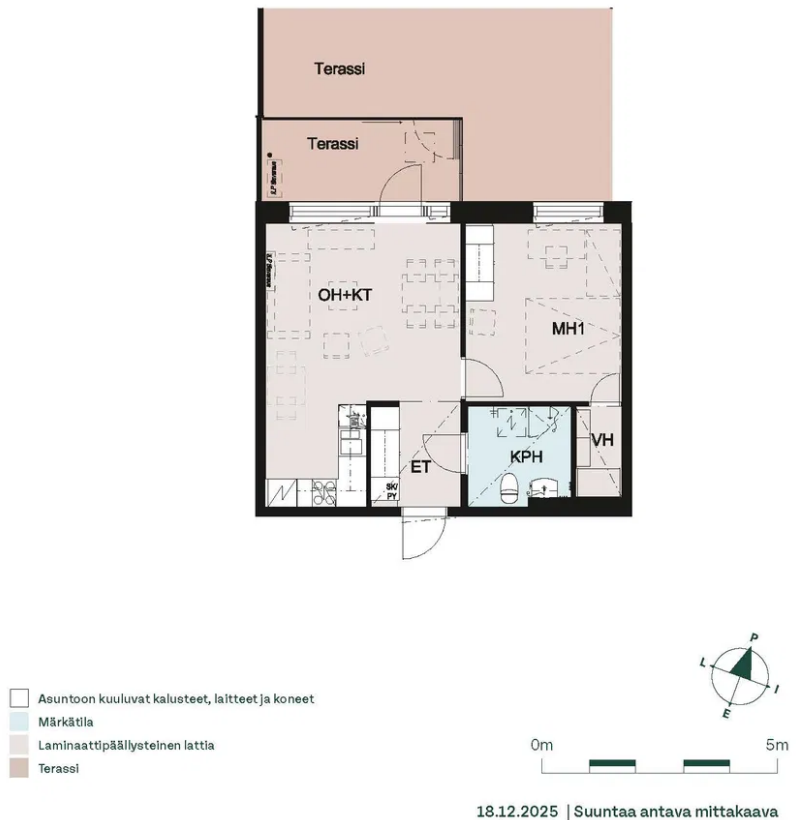 Terassi
Terassi
OH+KT
MH1
ET
KPH
VH
SK/
PY
P
L
I
E
Asuntoon kuuluvat kalusteet, laitteet ja koneet
Märkätila
Laminaattipäällysteinen lattia
Terassi
0m
5m
18.12.2025 | Suuntaa antava mittakaava